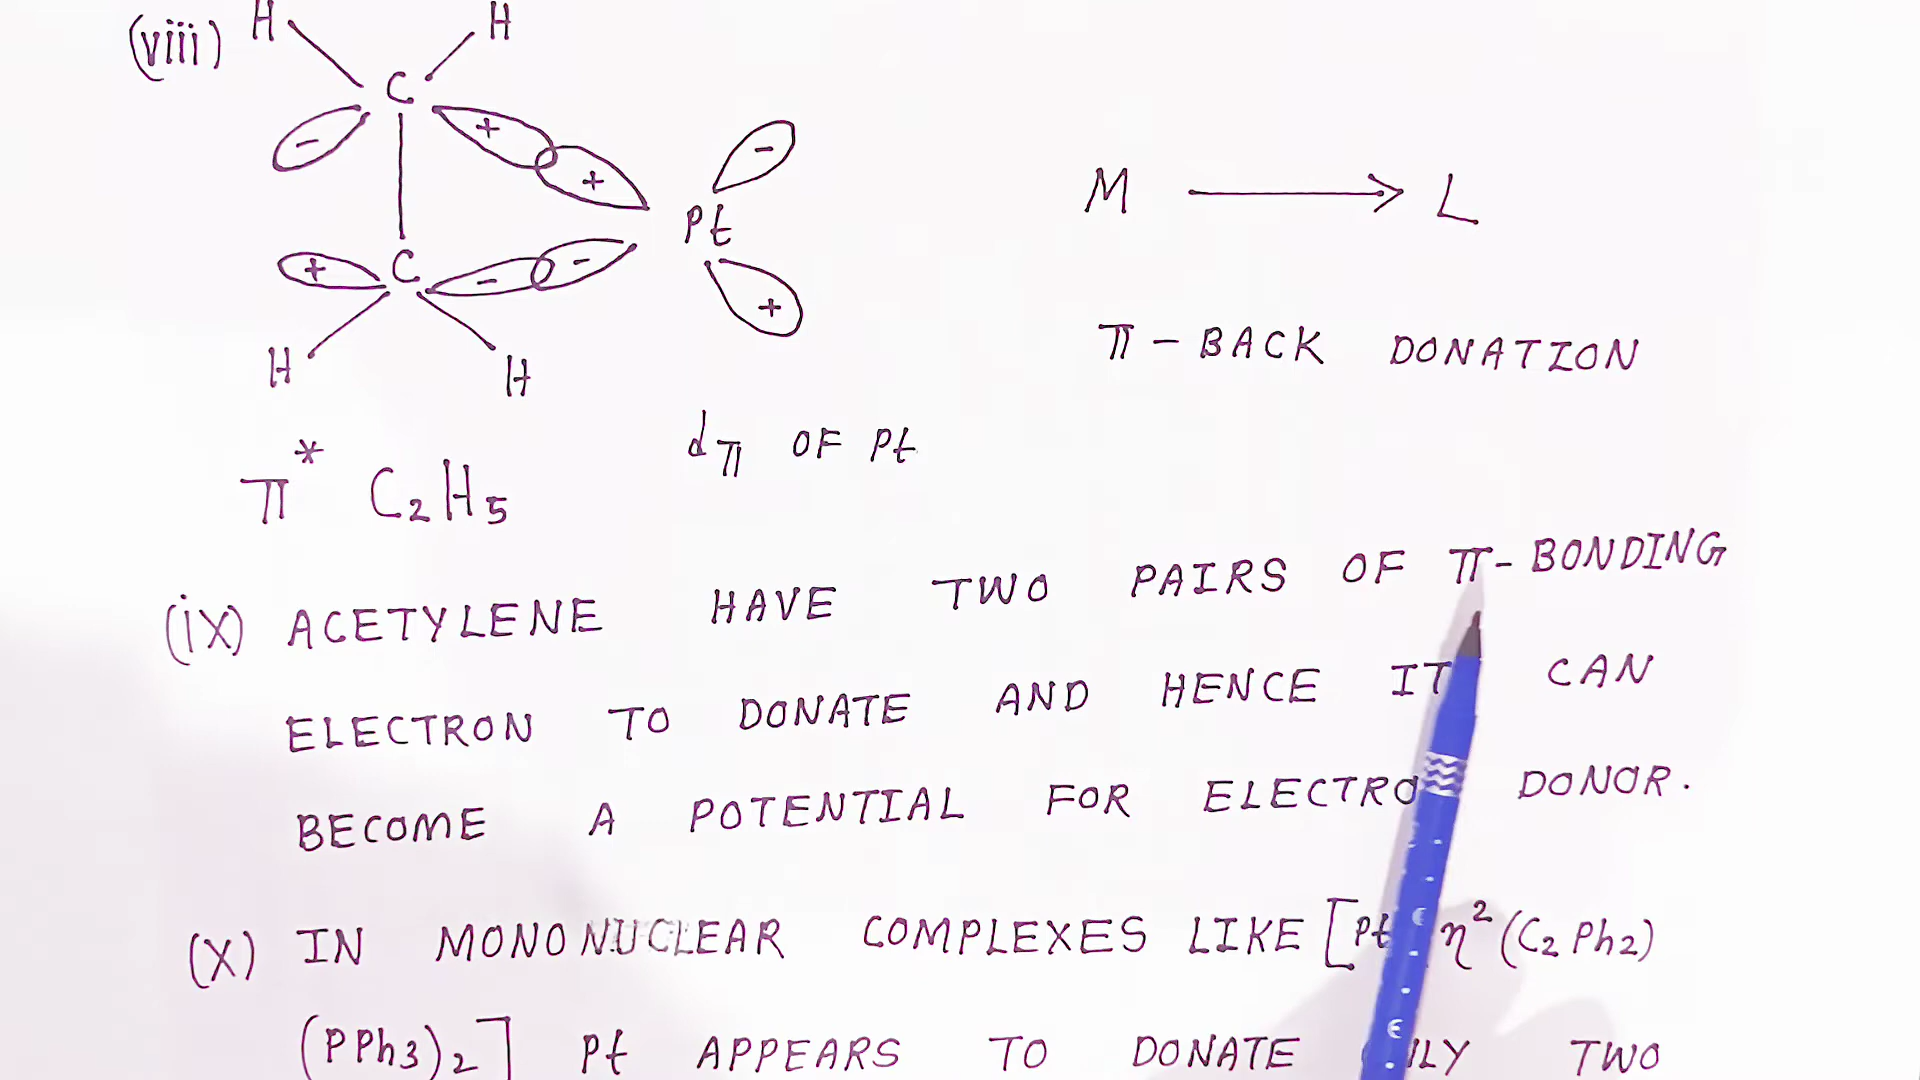 (viii) H H
C
- + + -
Pt
M → L
+ C - - +
π - BACK DONATION
H H
dπ OF Pt
π* C₂H₅
(ix) ACETYLENE HAVE TWO PAIRS OF π- BONDING
ELECTRON TO DONATE AND HENCE IT CAN
BECOME A POTENTIAL FOR ELECTRO DONOR.
(X) IN MONONUCLEAR COMPLEXES LIKE [Pt η²(C₂Ph₂)
(PPh₃)₂] Pt APPEARS TO DONATE TWO